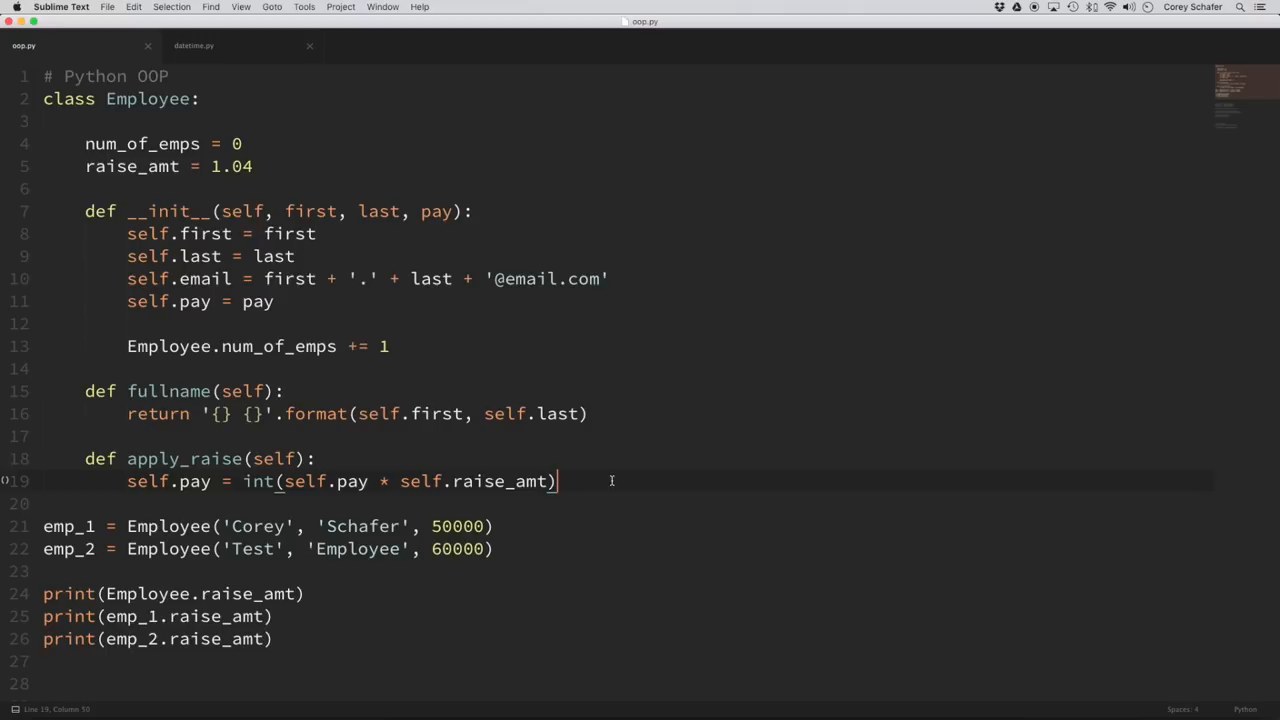 Sublime Text File Edit Selection Find View Goto Tools Project Window Help Corey Schafer
oop.py
oop.py datetime.py
1 # Python OOP
2 class Employee:
3
4 num_of_emps = 0
5 raise_amt = 1.04
6
7 def __init__(self, first, last, pay):
8 self.first = first
9 self.last = last
10 self.email = first + '.' + last + '@email.com'
11 self.pay = pay
12
13 Employee.num_of_emps += 1
14
15 def fullname(self):
16 return '{} {}'.format(self.first, self.last)
17
18 def apply_raise(self):
19 self.pay = int(self.pay * self.raise_amt)
20
21 emp_1 = Employee('Corey', 'Schafer', 50000)
22 emp_2 = Employee('Test', 'Employee', 60000)
23
24 print(Employee.raise_amt)
25 print(emp_1.raise_amt)
26 print(emp_2.raise_amt)
27
28
Line 19, Column 50 Spaces: 4 Python